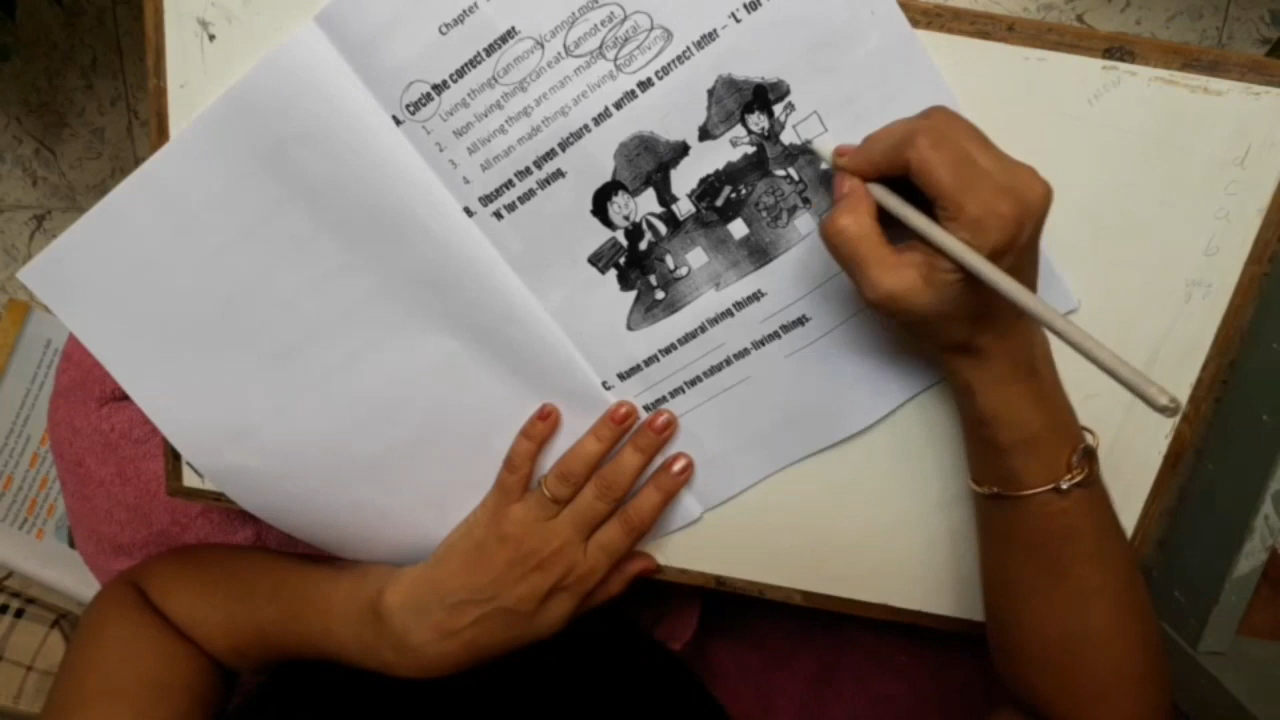 Chapter
A. Circle the correct answer.
1. Living things can move/cannot move
2. Non-living things can eat/cannot eat.
3. All living things are man-made/natural.
4. All man-made things are living/non-living.
B. Observe the given picture and write the correct letter – 'L' for
'N' for non-living.
C. Name any two natural living things.
Name any two natural non-living things.
d
c
a
b